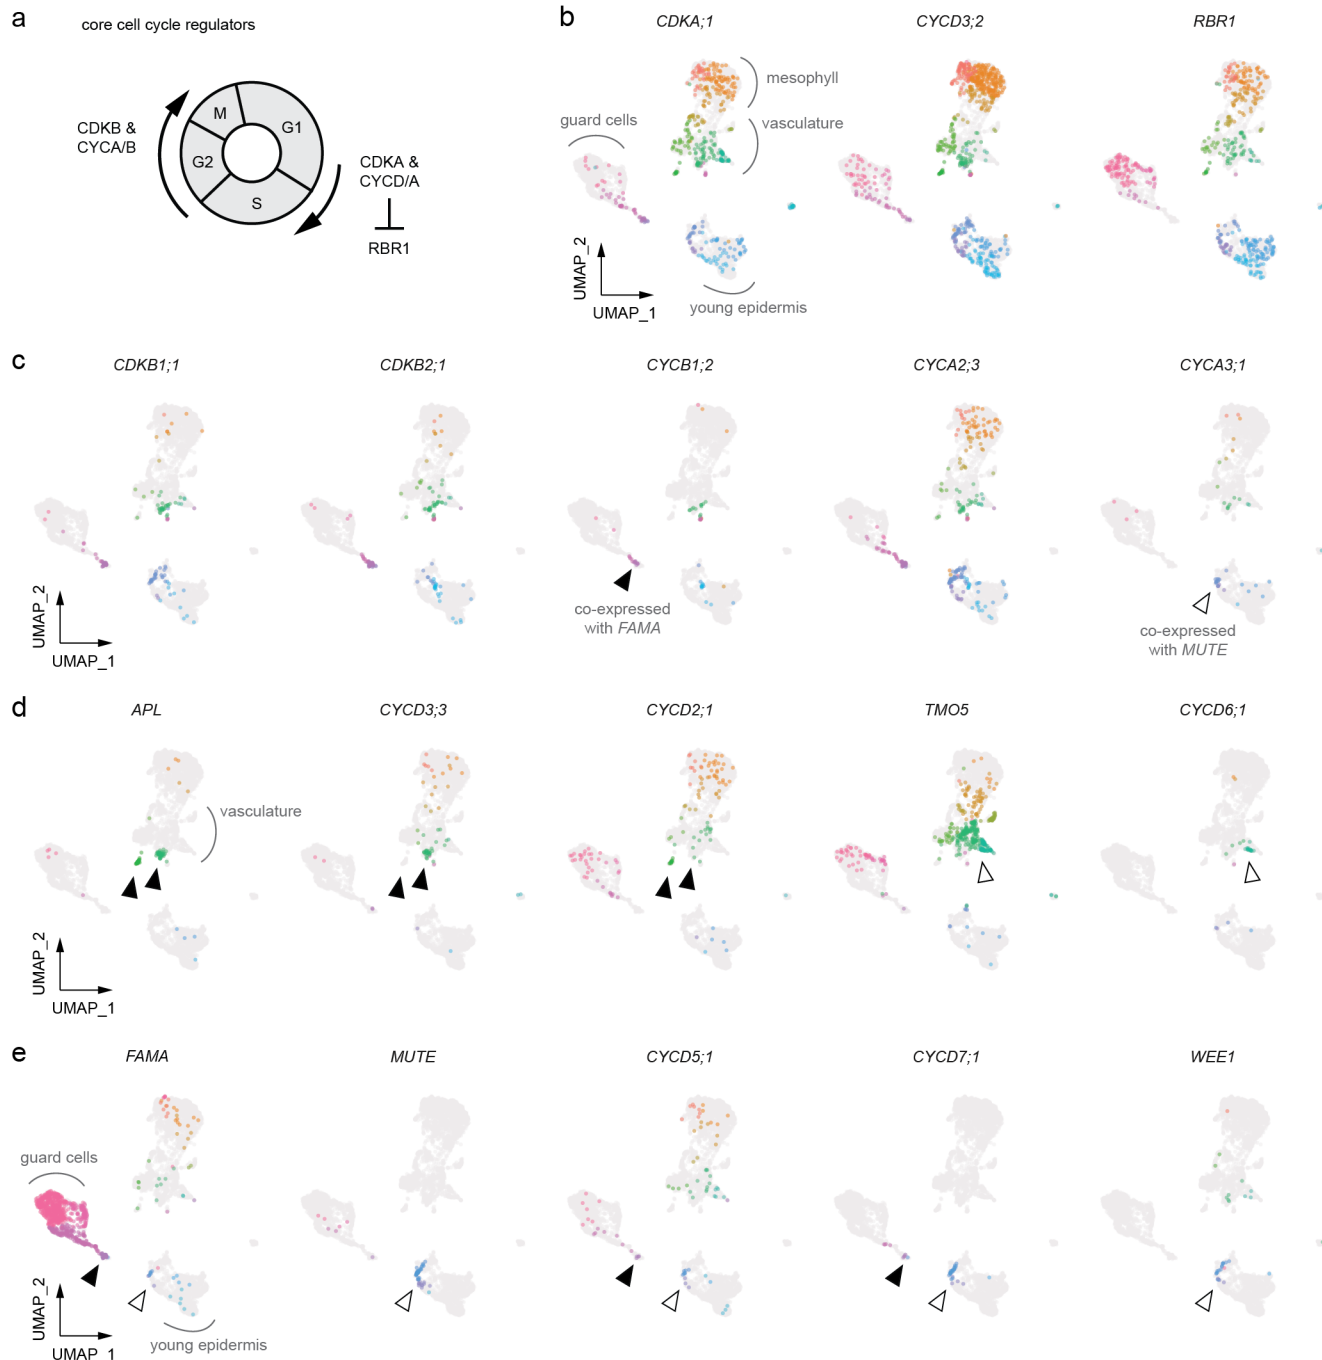 a
core cell cycle regulators
M
G1
G2
S
CDKB &
CYCA/B
CDKA &
CYCD/A
RBR1
b
CDKA;1
CYCD3;2
RBR1
mesophyll
vasculature
guard cells
young epidermis
UMAP_2
UMAP_1
c
CDKB1;1
CDKB2;1
CYCB1;2
CYCA2;3
CYCA3;1
co-expressed
with FAMA
co-expressed
with MUTE
UMAP_2
UMAP_1
d
APL
CYCD3;3
CYCD2;1
TMO5
CYCD6;1
vasculature
UMAP_2
UMAP_1
e
FAMA
MUTE
CYCD5;1
CYCD7;1
WEE1
guard cells
young epidermis
UMAP_2
UMAP_1